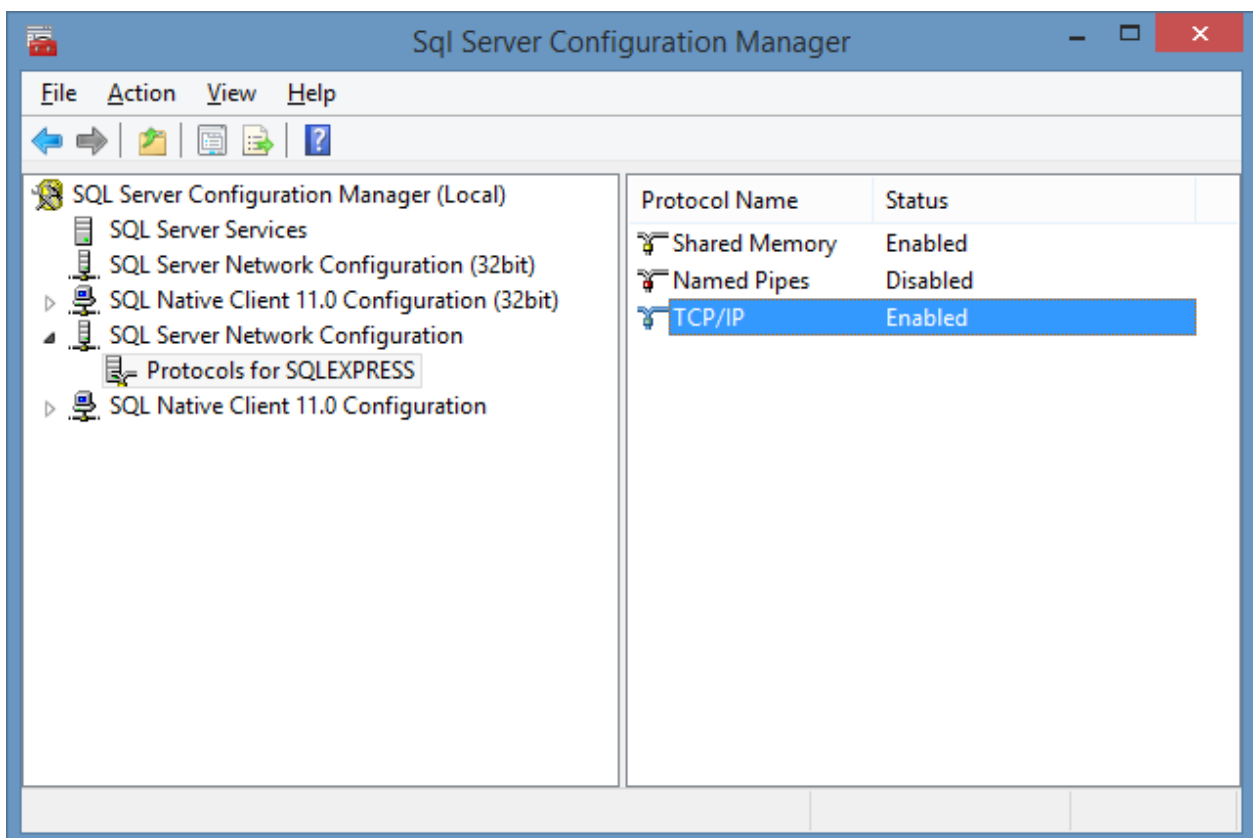 Sql Server Configuration Manager
File Action View Help
SQL Server Configuration Manager (Local)
SQL Server Services
SQL Server Network Configuration (32bit)
SQL Native Client 11.0 Configuration (32bit)
SQL Server Network Configuration
Protocols for SQLEXPRESS
SQL Native Client 11.0 Configuration
Protocol Name Status
Shared Memory Enabled
Named Pipes Disabled
TCP/IP Enabled